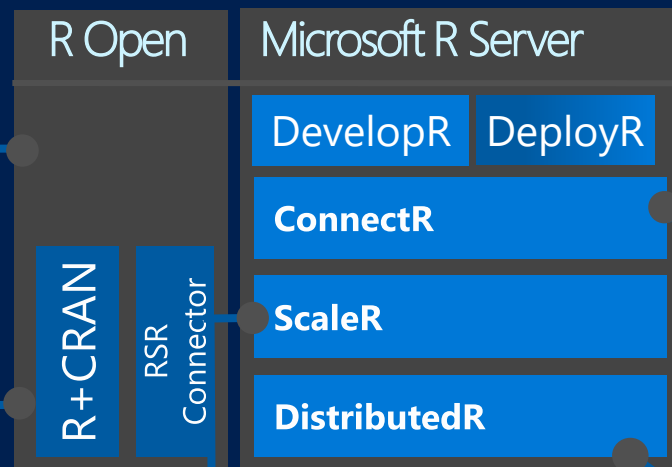 R Open
R+CRAN
RSR
Connector
Microsoft R Server
DevelopR
DeployR
ConnectR
ScaleR
DistributedR